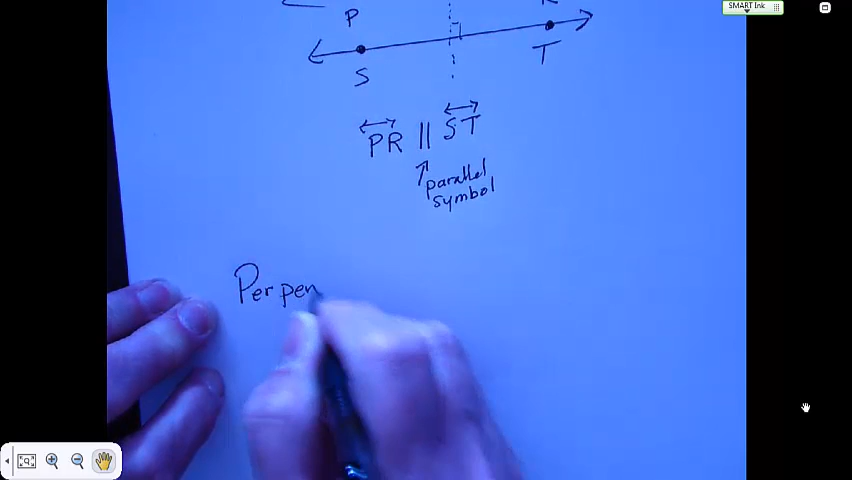 SMART Ink
P
S
T
PR || ST
parallel
symbol
Perpen